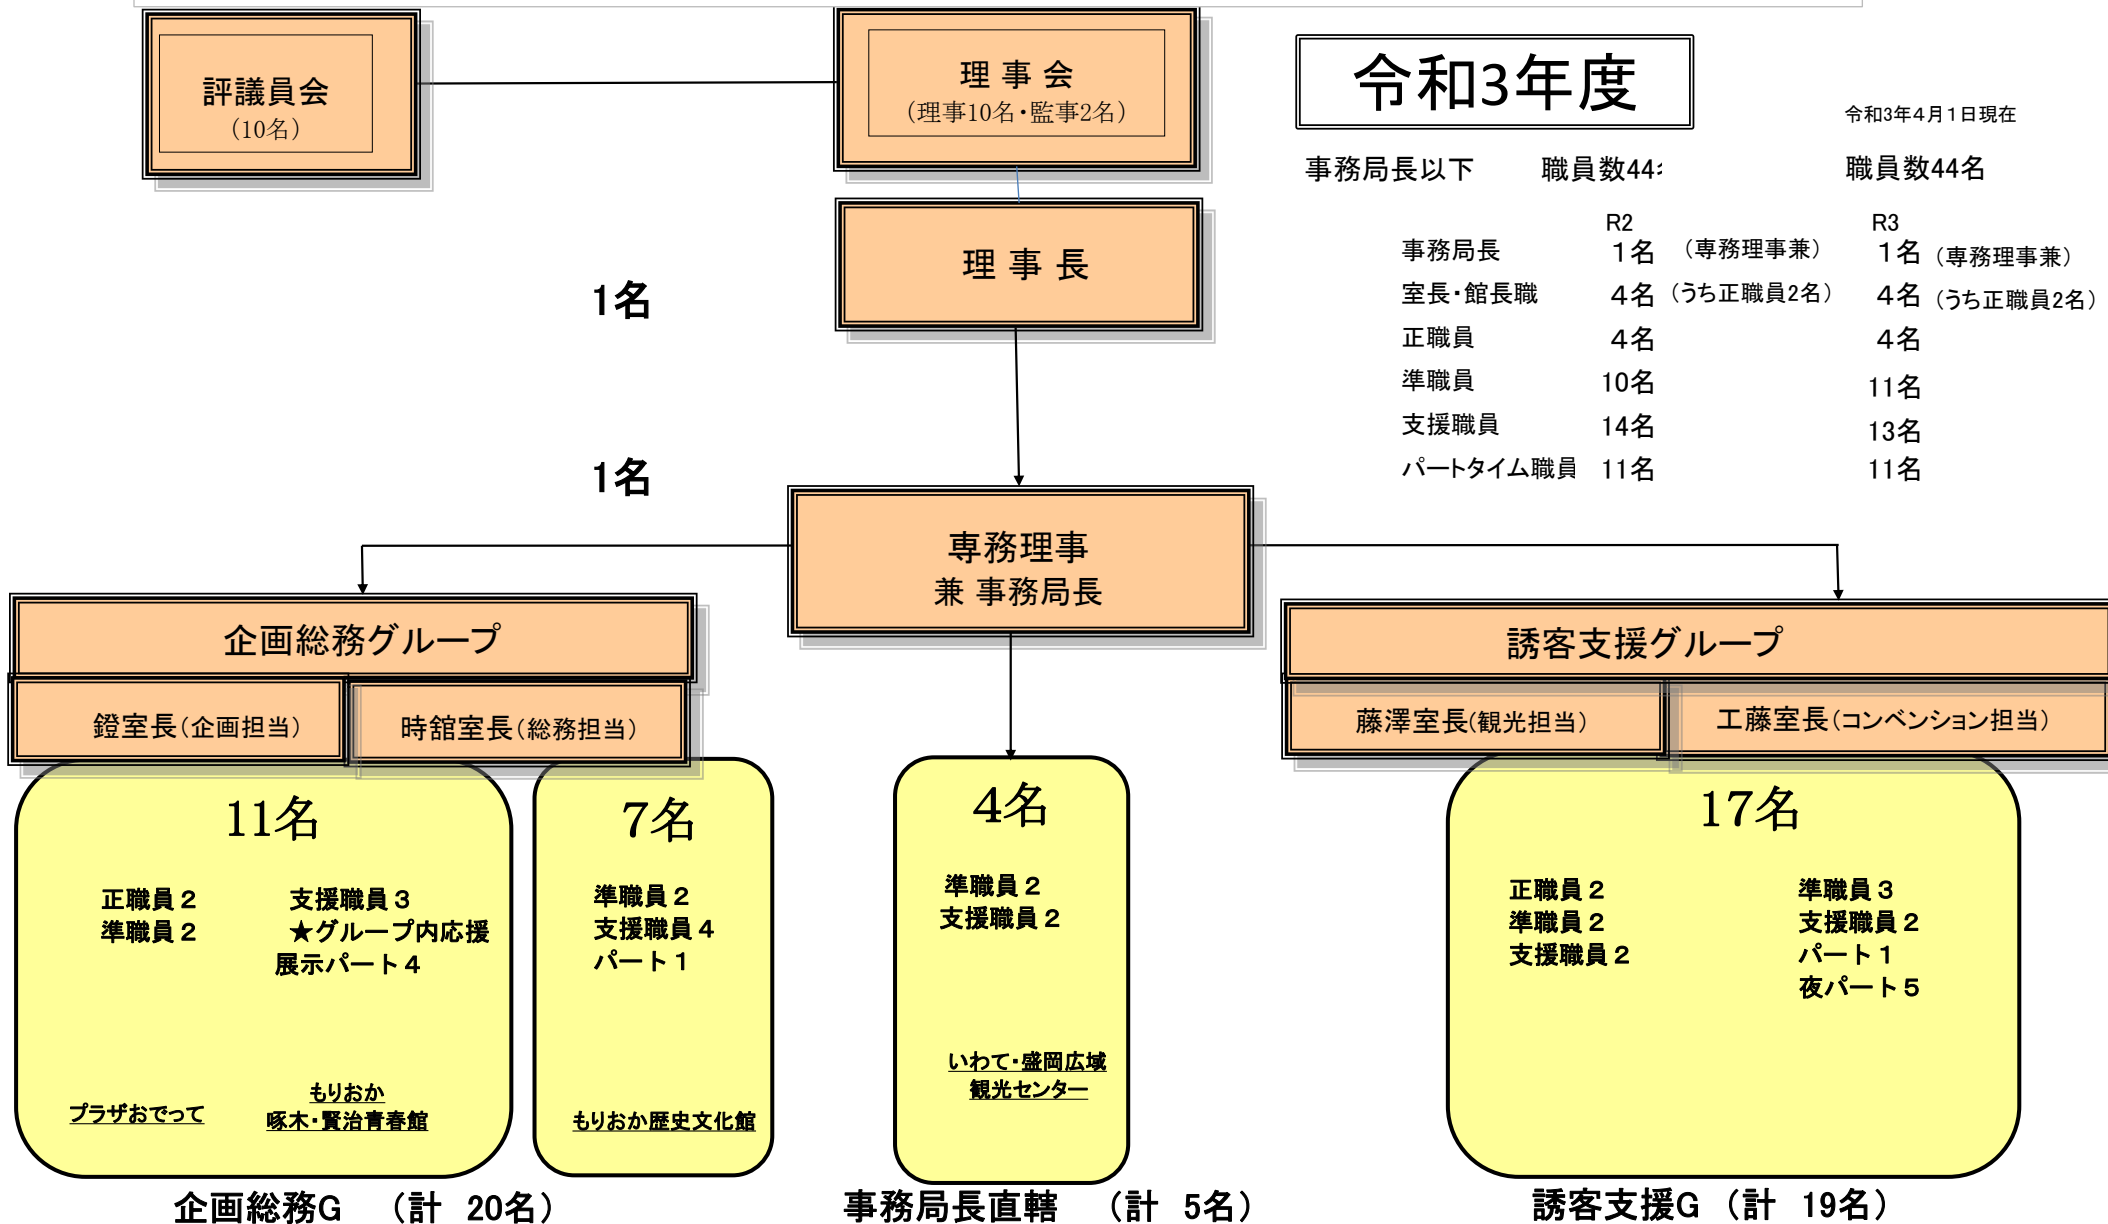 評議員会
（10名）
理 事 会
（理事10名・監事2名）
令和3年度
令和3年４月１日現在
事務局長以下 職員数44 職員数44名
R2 R3
事務局長 1名 （専務理事兼） 1名 （専務理事兼）
室長・館長職 4名 （うち正職員2名） 4名 （うち正職員2名）
正職員 4名 4名
準職員 10名 11名
支援職員 14名 13名
パートタイム職員 11名 11名
理 事 長
1名
1名
専務理事
兼 事務局長
企画総務グループ
鐙室長（企画担当） 時舘室長（総務担当）
誘客支援グループ
藤澤室長（観光担当） 工藤室長（コンベンション担当）
11名
正職員２ 支援職員３
準職員２ ★グループ内応援
展示パート４
プラザおでって
もりおか
啄木・賢治青春館
7名
準職員２
支援職員４
パート１
もりおか歴史文化館
4名
準職員２
支援職員２
いわて・盛岡広域
観光センター
17名
正職員２ 準職員３
準職員２ 支援職員２
支援職員２ パート１
夜パート５
企画総務G （計 20名）
事務局長直轄 （計 5名）
誘客支援G （計 19名）